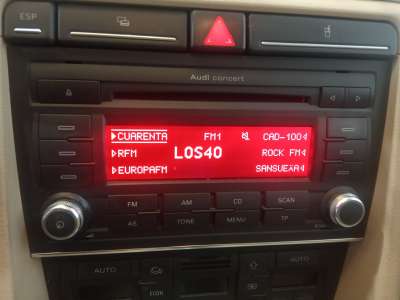 ESP
Audi concert
CUARENTA FM1 CAD-100
RFM LOS40 ROCK FM
EUROPAFM SANSUEÑA
FM AM CD SCAN
AS TONE MENU TP
AUTO AUTO